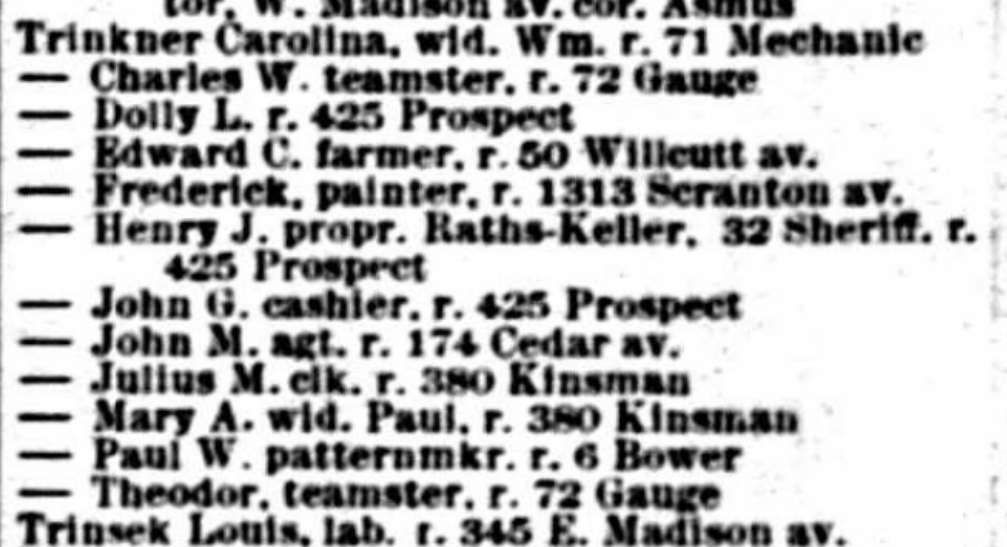 tor, W. Madison av. cor. Asmus
Trinkner Carolina, wid. Wm. r. 71 Mechanic
— Charles W. teamster, r. 72 Gauge
— Dolly L. r. 425 Prospect
— Edward C. farmer, r. 50 Willcutt av.
— Frederick, painter, r. 1313 Scranton av.
— Henry J. propr. Raths-Keller, 32 Sheriff, r.
425 Prospect
— John G. cashier, r. 425 Prospect
— John M. agt. r. 174 Cedar av.
— Julius M. clk. r. 380 Kinsman
— Mary A. wid. Paul, r. 380 Kinsman
— Paul W. patternmkr. r. 6 Bower
— Theodor, teamster, r. 72 Gauge
Trinsek Louis, lab. r. 345 E. Madison av.